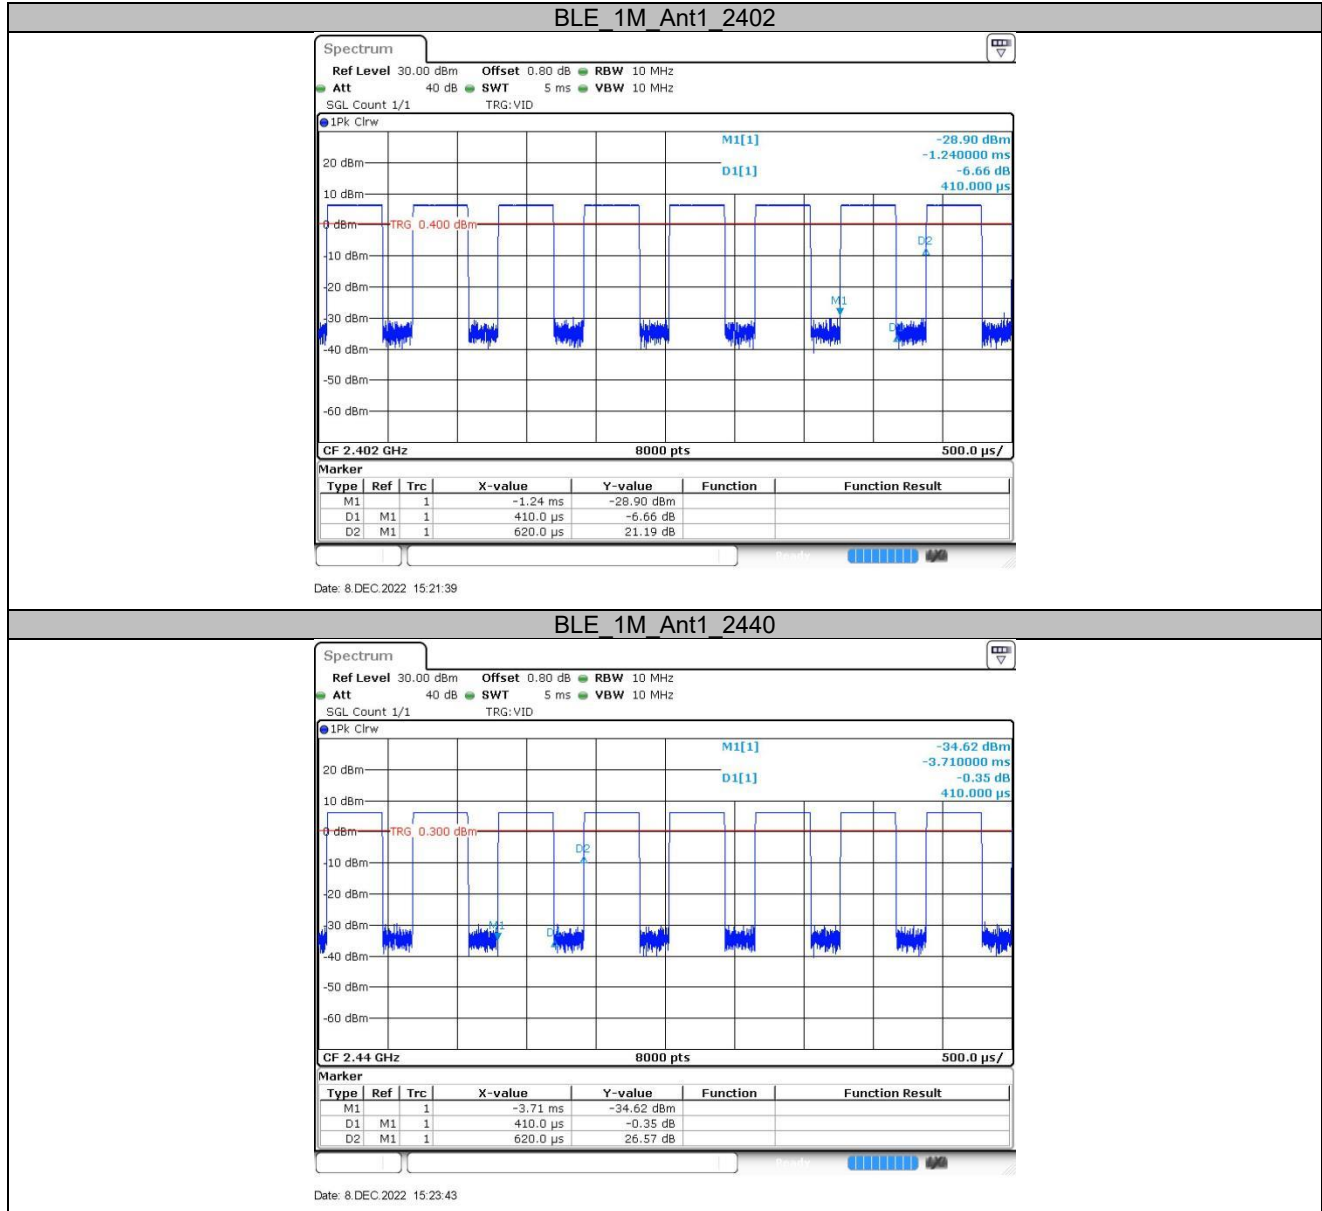 BLE_1M_Ant1_2402
Spectrum
Ref Level 30.00 dBm Offset 0.80 dB RBW 10 MHz
Att 40 dB SWT 5 ms VBW 10 MHz
SGL Count 1/1 TRG:VID
1Pk Clrw
M1[1] -28.90 dBm
-1.240000 ms
20 dBm
D1[1] -6.66 dB
410.000 µs
10 dBm
0 dBm TRG 0.400 dBm
D2
-10 dBm
-20 dBm
M1
-30 dBm
-40 dBm
-50 dBm
-60 dBm
CF 2.402 GHz 8000 pts 500.0 µs/
Marker
Type Ref Trc X-value Y-value Function Function Result
M1 1 -1.24 ms -28.90 dBm
D1 M1 1 410.0 µs -6.66 dB
D2 M1 1 620.0 µs 21.19 dB
Ready
Date: 8.DEC.2022 15:21:39
BLE_1M_Ant1_2440
Spectrum
Ref Level 30.00 dBm Offset 0.80 dB RBW 10 MHz
Att 40 dB SWT 5 ms VBW 10 MHz
SGL Count 1/1 TRG:VID
1Pk Clrw
M1[1] -34.62 dBm
-3.710000 ms
20 dBm
D1[1] -0.35 dB
410.000 µs
10 dBm
0 dBm TRG 0.300 dBm
D2
-10 dBm
-20 dBm
-30 dBm M1
-40 dBm
-50 dBm
-60 dBm
CF 2.44 GHz 8000 pts 500.0 µs/
Marker
Type Ref Trc X-value Y-value Function Function Result
M1 1 -3.71 ms -34.62 dBm
D1 M1 1 410.0 µs -0.35 dB
D2 M1 1 620.0 µs 26.57 dB
Ready
Date: 8.DEC.2022 15:23:43